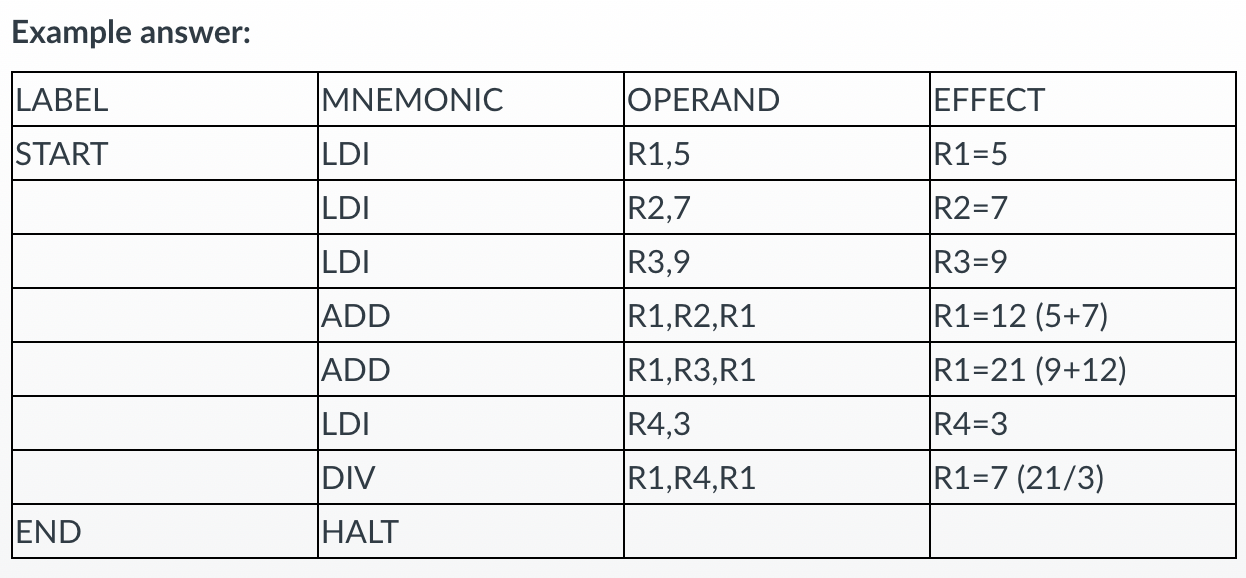 Example answer:
LABEL MNEMONIC OPERAND EFFECT
START LDI R1,5 R1=5
LDI R2,7 R2=7
LDI R3,9 R3=9
ADD R1,R2,R1 R1=12 (5+7)
ADD R1,R3,R1 R1=21 (9+12)
LDI R4,3 R4=3
DIV R1,R4,R1 R1=7 (21/3)
END HALT